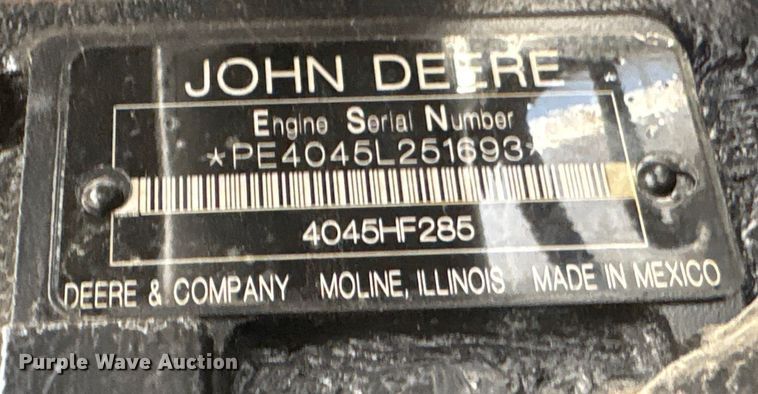 JOHN DEERE
Engine Serial Number
*PE4045L251693*
4045HF285
DEERE & COMPANY MOLINE, ILLINOIS MADE IN MEXICO
Purple Wave Auction